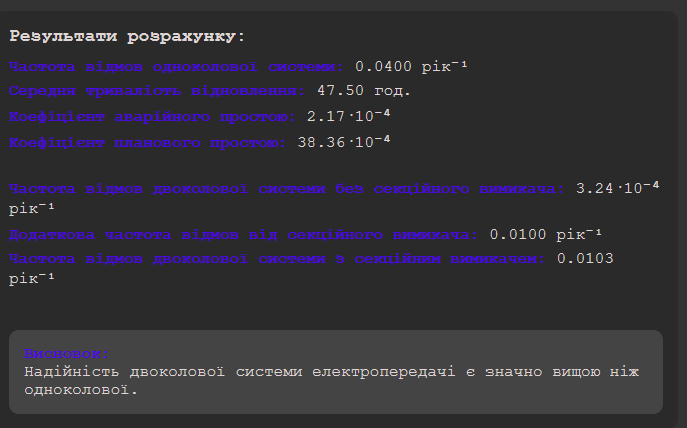 Результати розрахунку:
Частота відмов одноколової системи: 0.0400 рік⁻¹
Середня тривалість відновлення: 47.50 год.
Коефіцієнт аварійного простою: 2.17·10⁻⁴
Коефіцієнт планового простою: 38.36·10⁻⁴
Частота відмов двоколової системи без секційного вимикача: 3.24·10⁻⁴
рік⁻¹
Додаткова частота відмов від секційного вимикача: 0.0100 рік⁻¹
Частота відмов двоколової системи з секційним вимикачем: 0.0103
рік⁻¹
Висновок:
Надійність двоколової системи електропередачі є значно вищою ніж
одноколової.